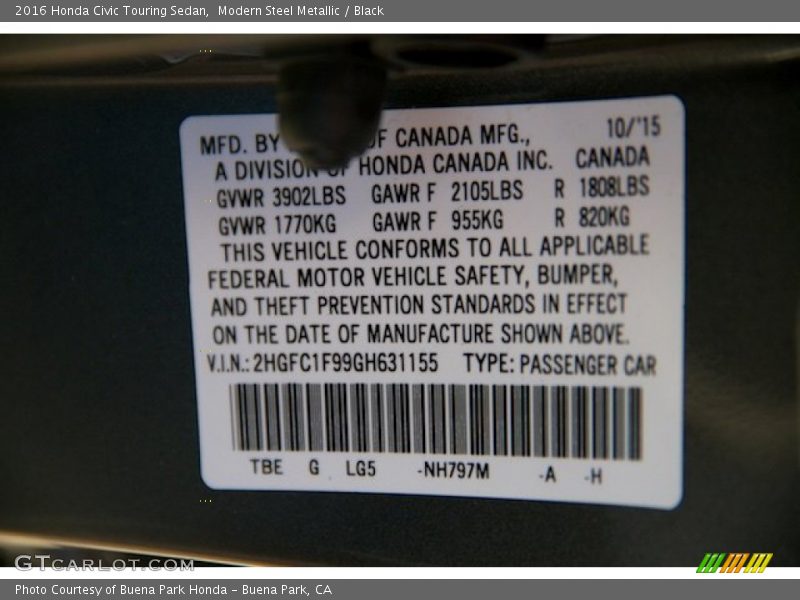 2016 Honda Civic Touring Sedan,  Modern Steel Metallic / Black
10/'15
MFD. BY OF CANADA MFG.,
A DIVISION OF HONDA CANADA INC. CANADA
GVWR 3902LBS GAWR F 2105LBS R 1808LBS
GVWR 1770KG GAWR F 955KG R 820KG
THIS VEHICLE CONFORMS TO ALL APPLICABLE
FEDERAL MOTOR VEHICLE SAFETY, BUMPER,
AND THEFT PREVENTION STANDARDS IN EFFECT
ON THE DATE OF MANUFACTURE SHOWN ABOVE.
V.I.N.: 2HGFC1F99GH631155 TYPE: PASSENGER CAR
TBE G LG5 -NH797M -A -H
GTCARLOT.COM
Photo Courtesy of Buena Park Honda - Buena Park, CA